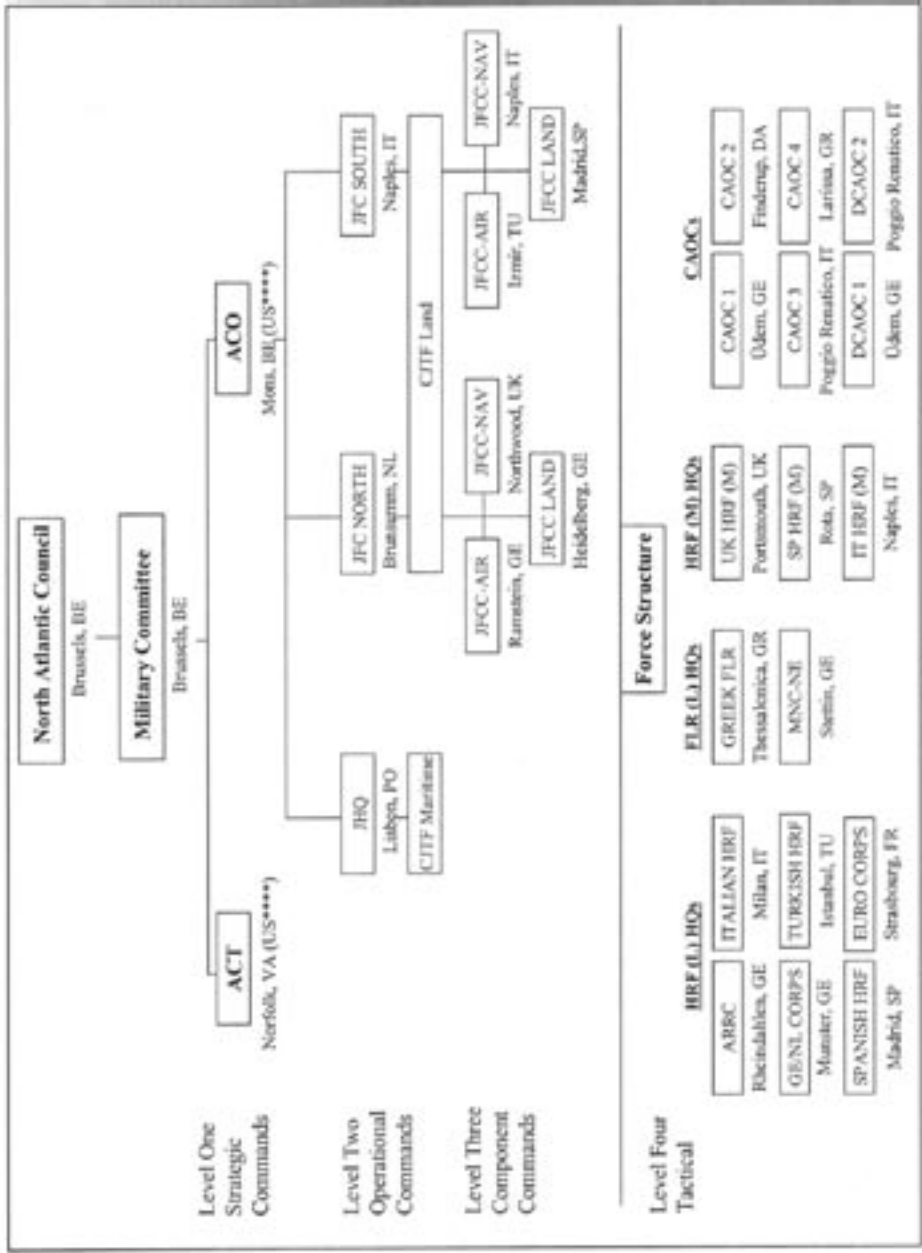 North Atlantic Council
Brussels, BE
Military Committee
Brussels, BE
Level One
Strategic
Commands
ACT
Norfolk, VA (US****)
ACO
Mons, BE (US****)
Level Two
Operational
Commands
JHQ
Lisbon, PO
CJTF Maritime
JFC NORTH
Brunssumm, NL
JFC SOUTH
Naples, IT
CJTF Land
Level Three
Component
Commands
JFCC-AIR
Ramstein, GE
JFCC-NAV
Northwood, UK
JFCC LAND
Heidelberg, GE
JFCC-AIR
Izmir, TU
JFCC-NAV
Naples, IT
JFCC LAND
Madrid,SP
Force Structure
Level Four
Tactical
HRF (L) HQs
ARRC
Rheindahlen, GE
ITALIAN HRF
Milan, IT
GE/NL CORPS
Munster, GE
TURKISH HRF
Istanbul, TU
SPANISH HRF
Madrid, SP
EURO CORPS
Strasbourg, FR
FLR (L) HQs
GREEK FLR
Thessalonica, GR
MNC-NE
Stettin, GE
HRF (M) HQs
UK HRF (M)
Portsmouth, UK
SP HRF (M)
Rota, SP
IT HRF (M)
Naples, IT
CAOCs
CAOC 1
Udem, GE
CAOC 2
Finderup, DA
CAOC 3
Poggio Renatico, IT
CAOC 4
Larissa, GR
DCAOC 1
Udem, GE
DCAOC 2
Poggio Renatico, IT